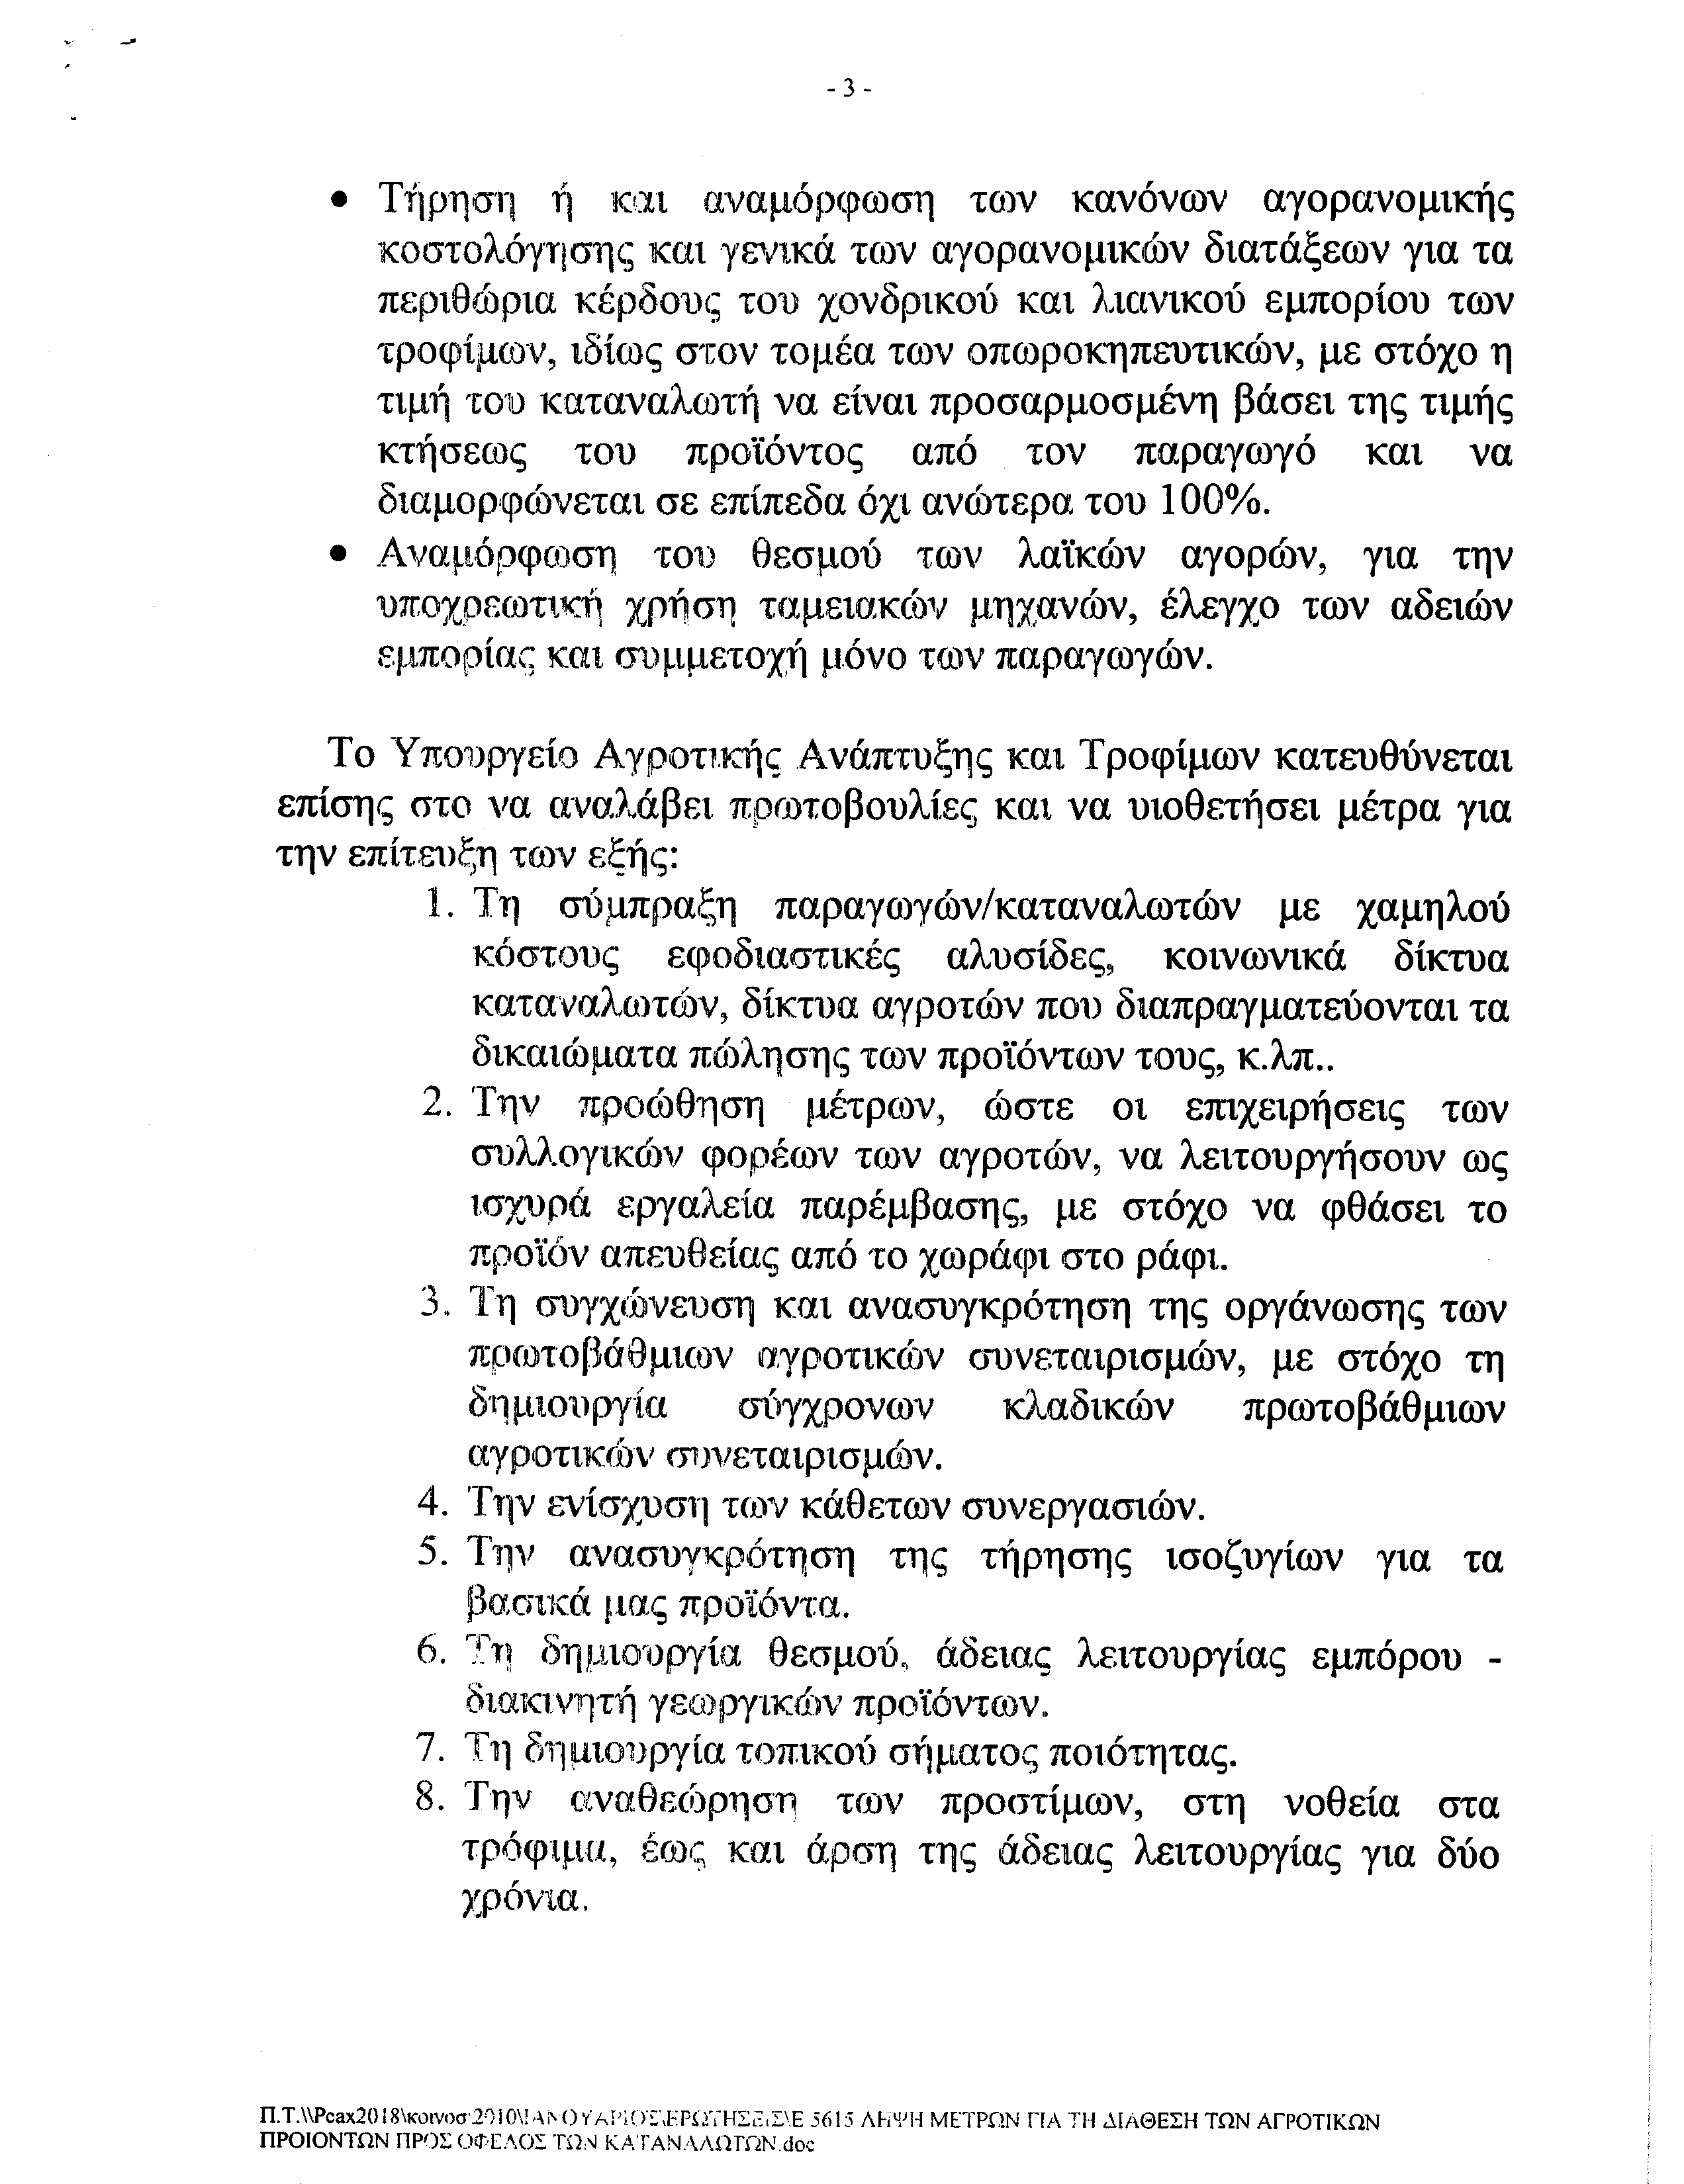 - 3 -
• Τήρηση ή και αναμόρφωση των κανόνων αγορανομικής
κοστολόγησης και γενικά των αγορανομικών διατάξεων για τα
περιθώρια κέρδους του χονδρικού και λιανικού εμπορίου των
τροφίμων, ιδίως στον τομέα των οπωροκηπευτικών, με στόχο η
τιμή του καταναλωτή να είναι προσαρμοσμένη βάσει της τιμής
κτήσεως του προϊόντος από τον παραγωγό και να
διαμορφώνεται σε επίπεδα όχι ανώτερα του 100%.
• Αναμόρφωση του θεσμού των λαϊκών αγορών, για την
υποχρεωτική χρήση ταμειακών μηχανών, έλεγχο των αδειών
εμπορίας και συμμετοχή μόνο των παραγωγών.
Το Υπουργείο Αγροτικής Ανάπτυξης και Τροφίμων κατευθύνεται
επίσης στο να αναλάβει πρωτοβουλίες και να υιοθετήσει μέτρα για
την επίτευξη των εξής:
1. Τη σύμπραξη παραγωγών/καταναλωτών με χαμηλού
κόστους εφοδιαστικές αλυσίδες, κοινωνικά δίκτυα
καταναλωτών, δίκτυα αγροτών που διαπραγματεύονται τα
δικαιώματα πώλησης των προϊόντων τους, κ.λπ..
2. Την προώθηση μέτρων, ώστε οι επιχειρήσεις των
συλλογικών φορέων των αγροτών, να λειτουργήσουν ως
ισχυρά εργαλεία παρέμβασης, με στόχο να φθάσει το
προϊόν απευθείας από το χωράφι στο ράφι.
3. Τη συγχώνευση και ανασυγκρότηση της οργάνωσης των
πρωτοβάθμιων αγροτικών συνεταιρισμών, με στόχο τη
δημιουργία σύγχρονων κλαδικών πρωτοβάθμιων
αγροτικών συνεταιρισμών.
4. Την ενίσχυση των κάθετων συνεργασιών.
5. Την ανασυγκρότηση της τήρησης ισοζυγίων για τα
βασικά μας προϊόντα.
6. Τη δημιουργία θεσμού, άδειας λειτουργίας εμπόρου -
διακινητή γεωργικών προϊόντων.
7. Τη δημιουργία τοπικού σήματος ποιότητας.
8. Την αναθεώρηση των προστίμων, στη νοθεία στα
τρόφιμα, έως και άρση της άδειας λειτουργίας για δύο
χρόνια.
Π.Τ.\\Pcax2018\κοινοσ 2010\ΙΑΝΟΥΑΡΙΟΣ\ΕΡΩΤΗΣΕΙΣ\Ε 5615 ΛΗΨΗ ΜΕΤΡΩΝ ΓΙΑ ΤΗ ΔΙΑΘΕΣΗ ΤΩΝ ΑΓΡΟΤΙΚΩΝ
ΠΡΟΙΟΝΤΩΝ ΠΡΟΣ ΟΦΕΛΟΣ ΤΩΝ ΚΑΤΑΝΑΛΩΤΩΝ.doc